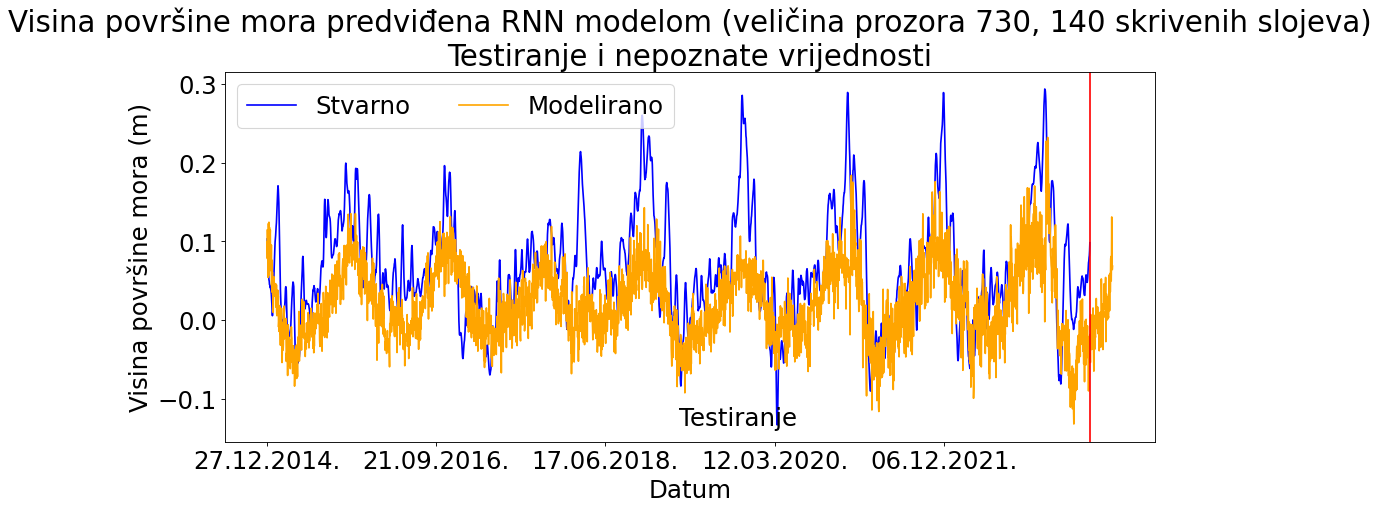 Visina površine mora predviđena RNN modelom (veličina prozora 730, 140 skrivenih slojeva)
Testiranje i nepoznate vrijednosti
Stvarno Modelirano
Visina površine mora (m)
0.3
0.2
0.1
0.0
−0.1
Testiranje
27.12.2014. 21.09.2016. 17.06.2018. 12.03.2020. 06.12.2021.
Datum